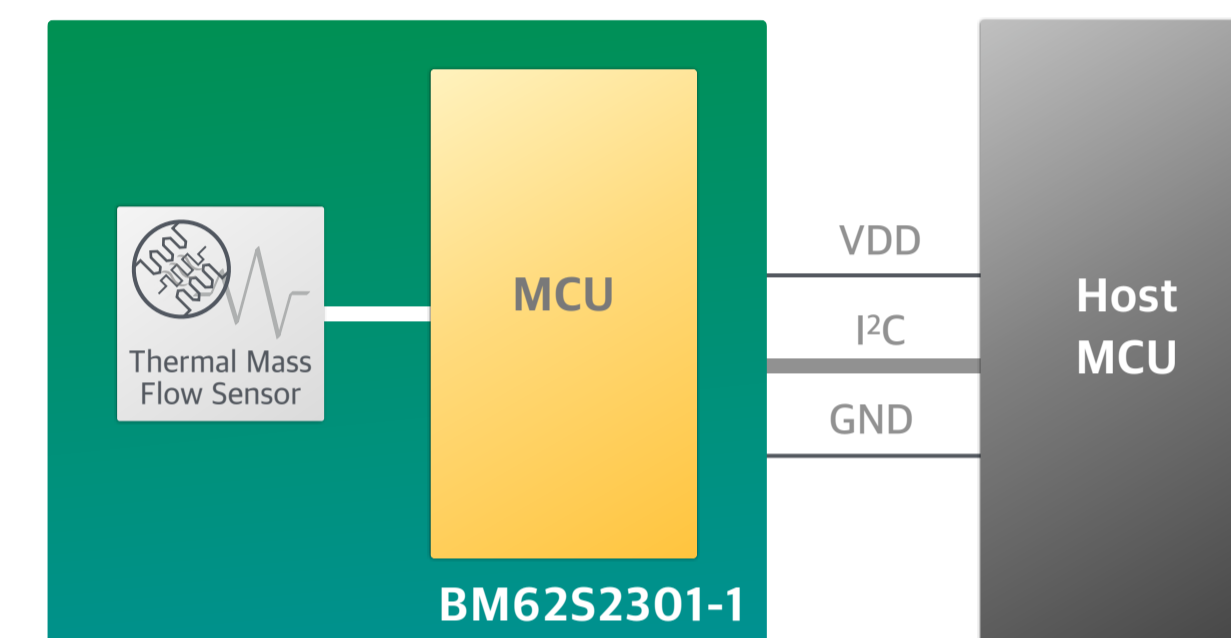 Thermal Mass
Flow Sensor
MCU
BM62S2301-1
VDD
I²C
GND
Host
MCU